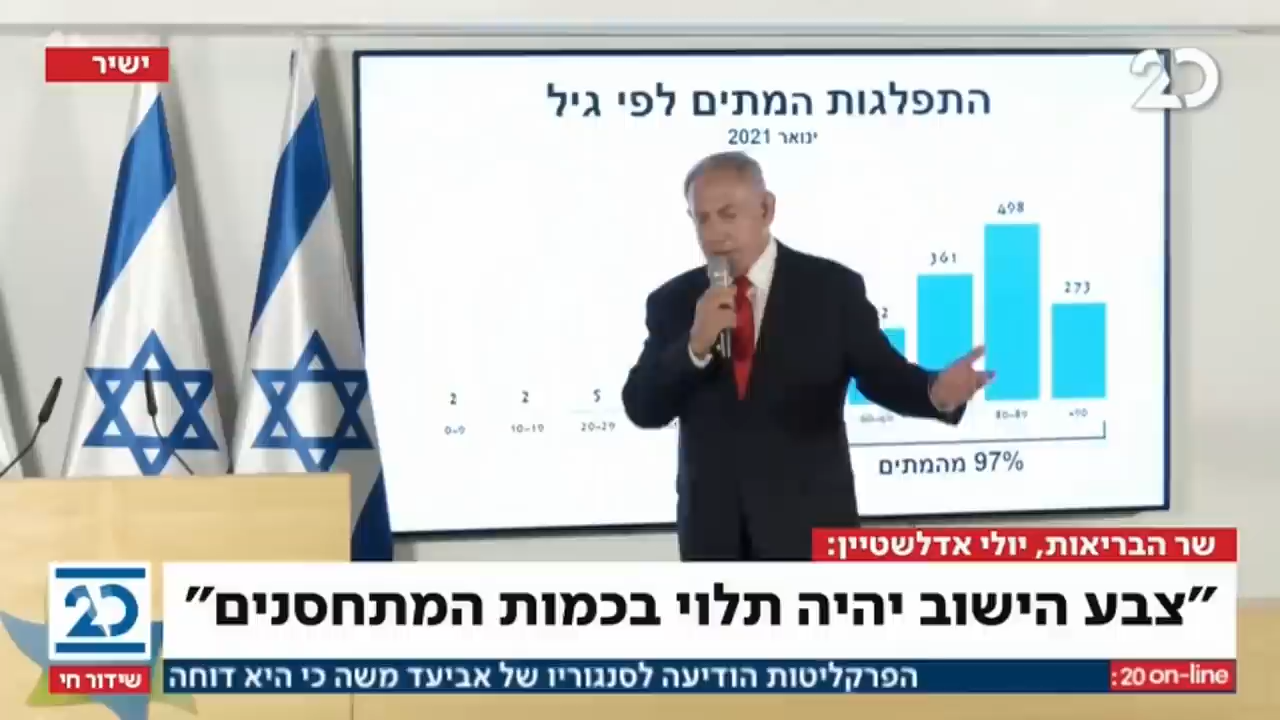 ישיר
20
התפלגות המתים לפי גיל
ינואר 2021
2
2
5
361
498
273
0-9
10-19
20-29
80-89
+90
97% מהמתים
שר הבריאות, יולי אדלשטיין:
"צבע הישוב יהיה תלוי בכמות המתחסנים"
20
שידור חי
20 on-line:
הפרקליטות הודיעה לסנגוריו של אביעד משה כי היא דוחה